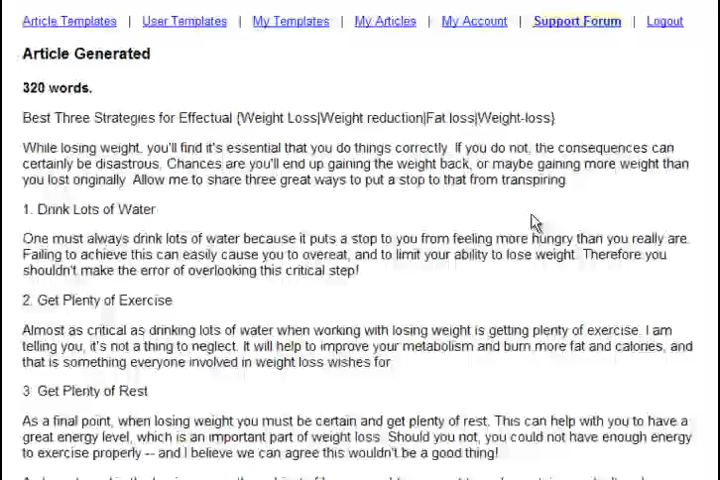 Article Templates | User Templates | My Templates | My Articles | My Account | Support Forum | Logout
Article Generated
320 words.
Best Three Strategies for Effectual {Weight Loss|Weight reduction|Fat loss|Weight-loss}
While losing weight, you'll find it's essential that you do things correctly. If you do not, the consequences can
certainly be disastrous. Chances are you'll end up gaining the weight back, or maybe gaining more weight than
you lost originally. Allow me to share three great ways to put a stop to that from transpiring.
1. Drink Lots of Water
One must always drink lots of water because it puts a stop to you from feeling more hungry than you really are.
Failing to achieve this can easily cause you to overeat, and to limit your ability to lose weight. Therefore you
shouldn't make the error of overlooking this critical step!
2. Get Plenty of Exercise
Almost as critical as drinking lots of water when working with losing weight is getting plenty of exercise. I am
telling you, it's not a thing to neglect. It will help to improve your metabolism and burn more fat and calories, and
that is something everyone involved in weight loss wishes for.
3 Get Plenty of Rest
As a final point, when losing weight you must be certain and get plenty of rest. This can help with you to have a
great energy level, which is an important part of weight loss. Should you not, you could not have enough energy
to exercise properly -- and I believe we can agree this wouldn't be a good thing!